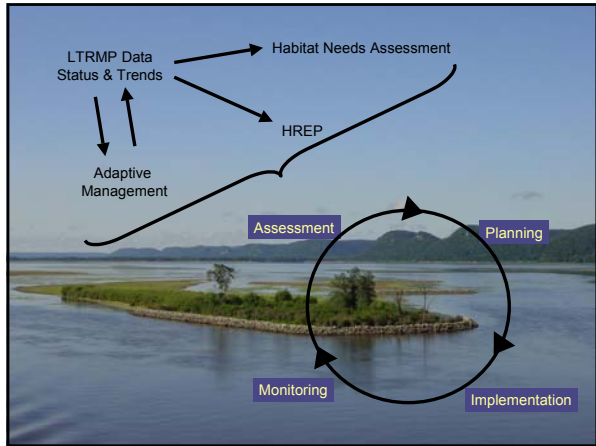 LTRMP Data
Status & Trends
Habitat Needs Assessment
HREP
Adaptive
Management
Assessment
Planning
Monitoring
Implementation